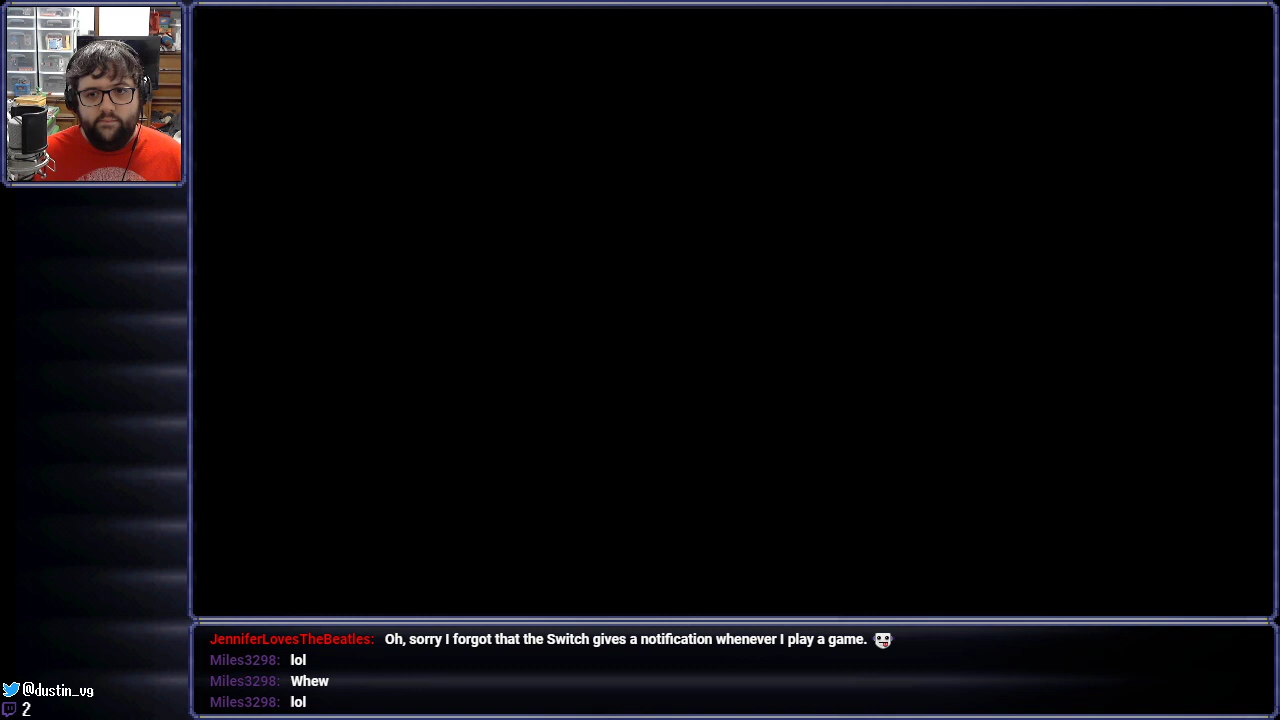 JenniferLovesTheBeatles: Oh, sorry I forgot that the Switch gives a notification whenever I play a game.
Miles3298: lol
Miles3298: Whew
Miles3298: lol
@dustin_vg
2